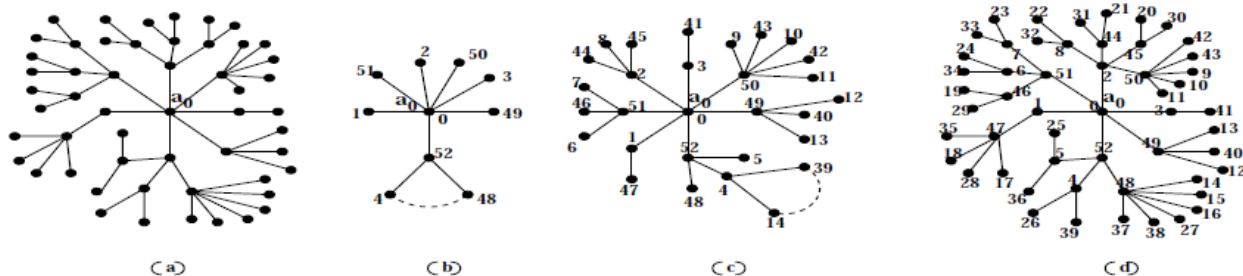 a0
(a)
2 50
51 3
a0
1 0 49
52
4 48
(b)
41
8 45 9 43 10
44 42
2 3 50 11
7
46 51 a0 49 12
0 40
6 1 13
52 5
47 4 39
48
14
(c)
23 22 21 20
33 32 31 44 30
24 7 8 45 42
34 6 51 2 50 43
19 46 a0 9
29 10
11
1 0 3 41
35 47 25 49 13
18 5 52 40
28 17 12
36 4 48 14
15
26 16
39 37 38 27
(d)